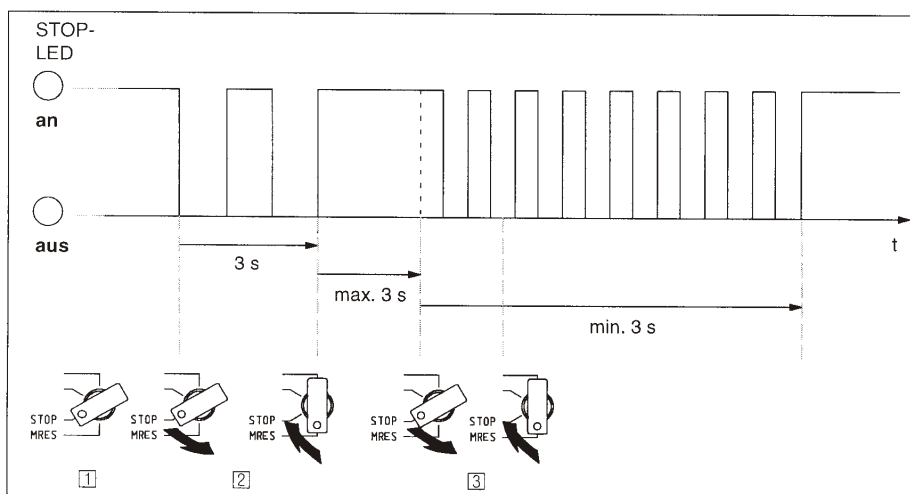 STOP-
LED
an
aus
t
3 s
max. 3 s
min. 3 s
STOP
MRES
STOP
MRES
STOP
MRES
STOP
MRES
STOP
MRES
1
2
3